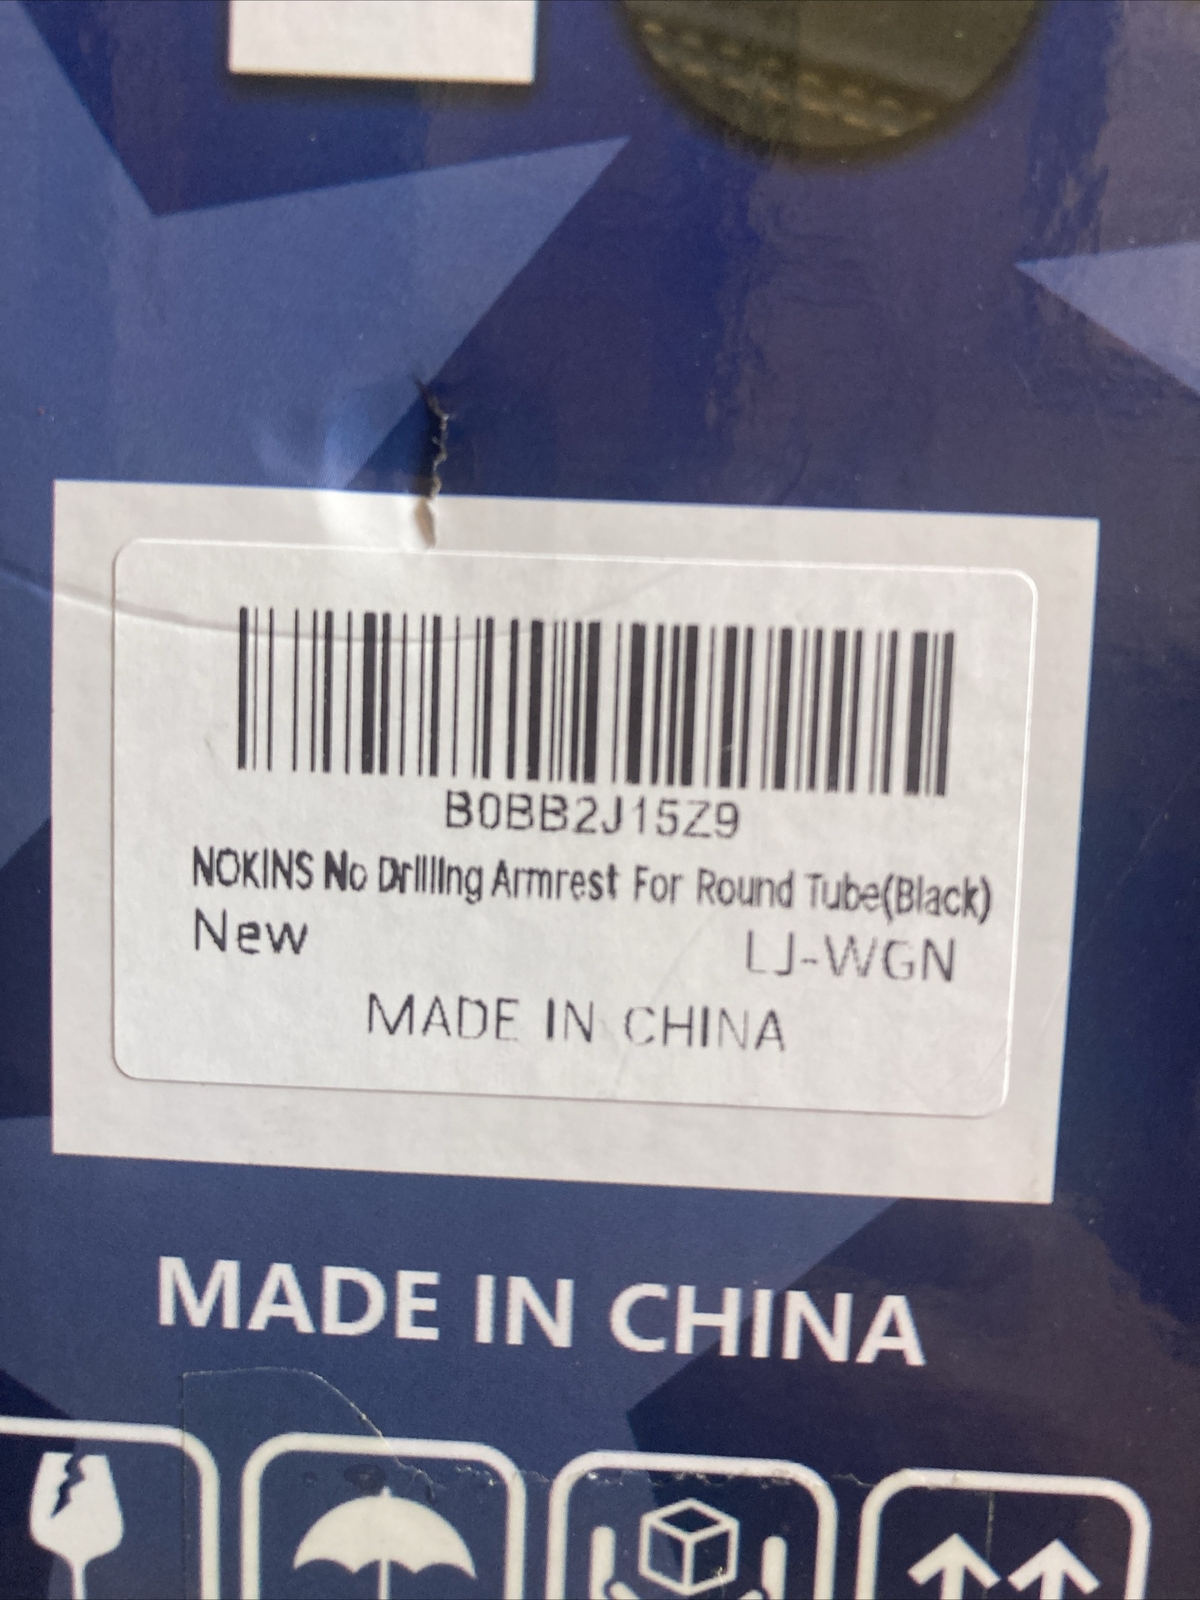 B0BB2J15Z9
NOKINS No Drilling Armrest For Round Tube(Black)
New LJ-WGN
MADE IN CHINA
MADE IN CHINA